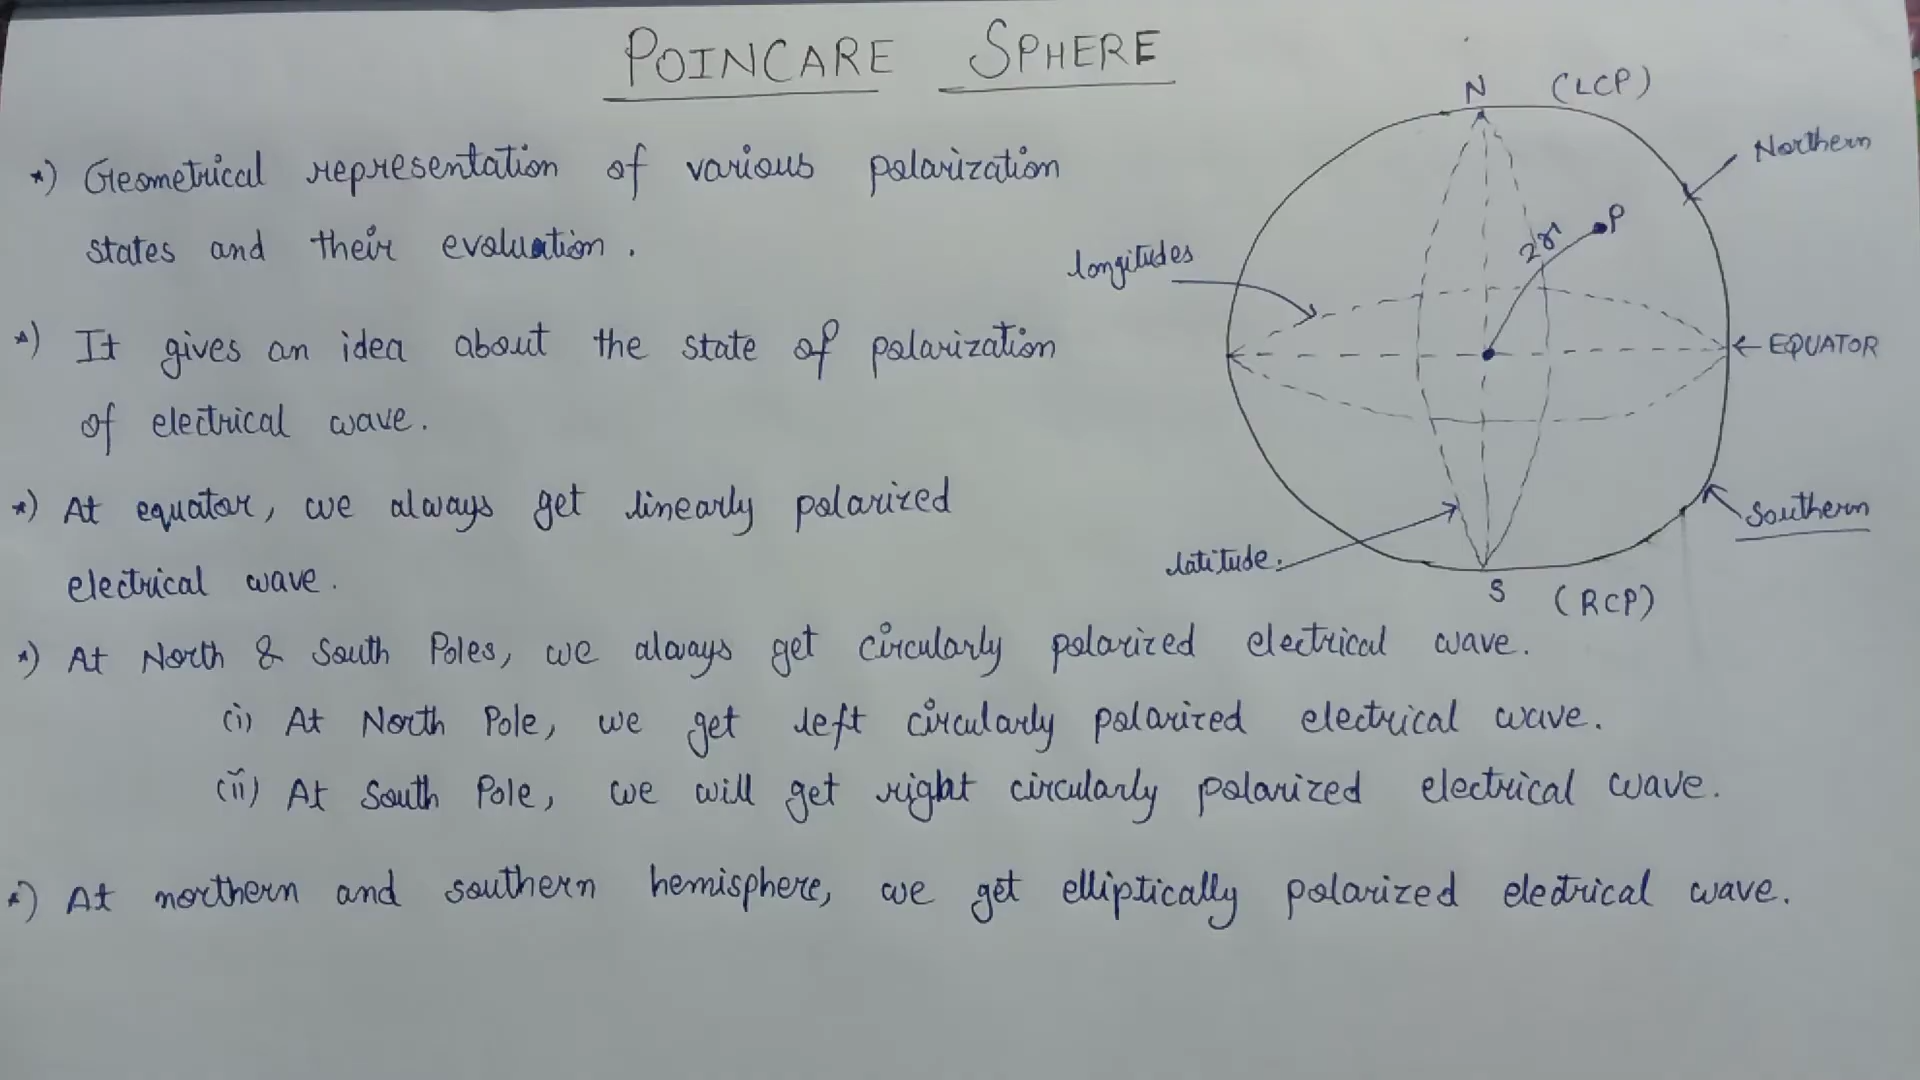 POINCARE SPHERE
*) Geometrical representation of various polarization
states and their evaluation.
*) It gives an idea about the state of polarization
of electrical wave.
*) At equator, we always get linearly polarized
electrical wave.
*) At North & South Poles, we always get circularly polarized electrical wave.
(i) At North Pole, we get left circularly polarized electrical wave.
(ii) At South Pole, we will get right circularly polarized electrical wave.
*) At northern and southern hemisphere, we get elliptically polarized electrical wave.
N (LCP)
Northern
P
longitudes
EQUATOR
Southern
latitude.
S (RCP)